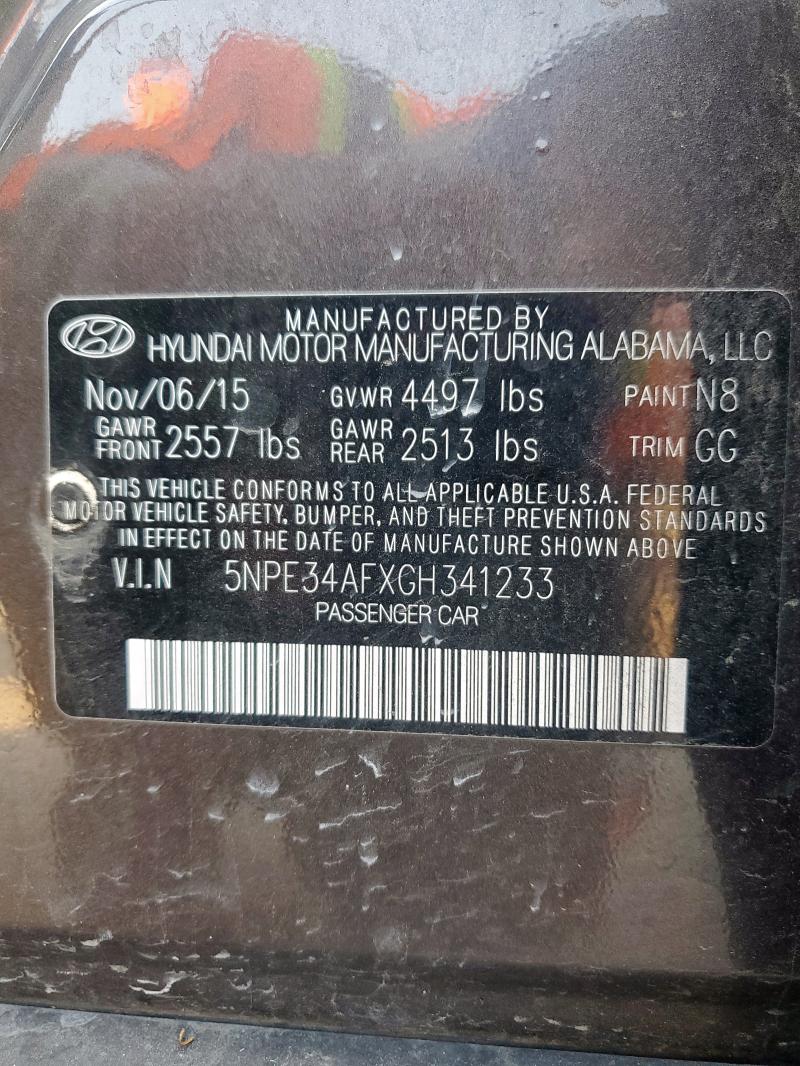 MANUFACTURED BY
HYUNDAI MOTOR MANUFACTURING ALABAMA, LLC
Nov/06/15 GVWR 4497 lbs PAINT N8
GAWR FRONT 2557 lbs GAWR REAR 2513 lbs TRIM GG
THIS VEHICLE CONFORMS TO ALL APPLICABLE U.S.A. FEDERAL
MOTOR VEHICLE SAFETY, BUMPER, AND THEFT PREVENTION STANDARDS
IN EFFECT ON THE DATE OF MANUFACTURE SHOWN ABOVE
V.I.N 5NPE34AFXGH341233
PASSENGER CAR